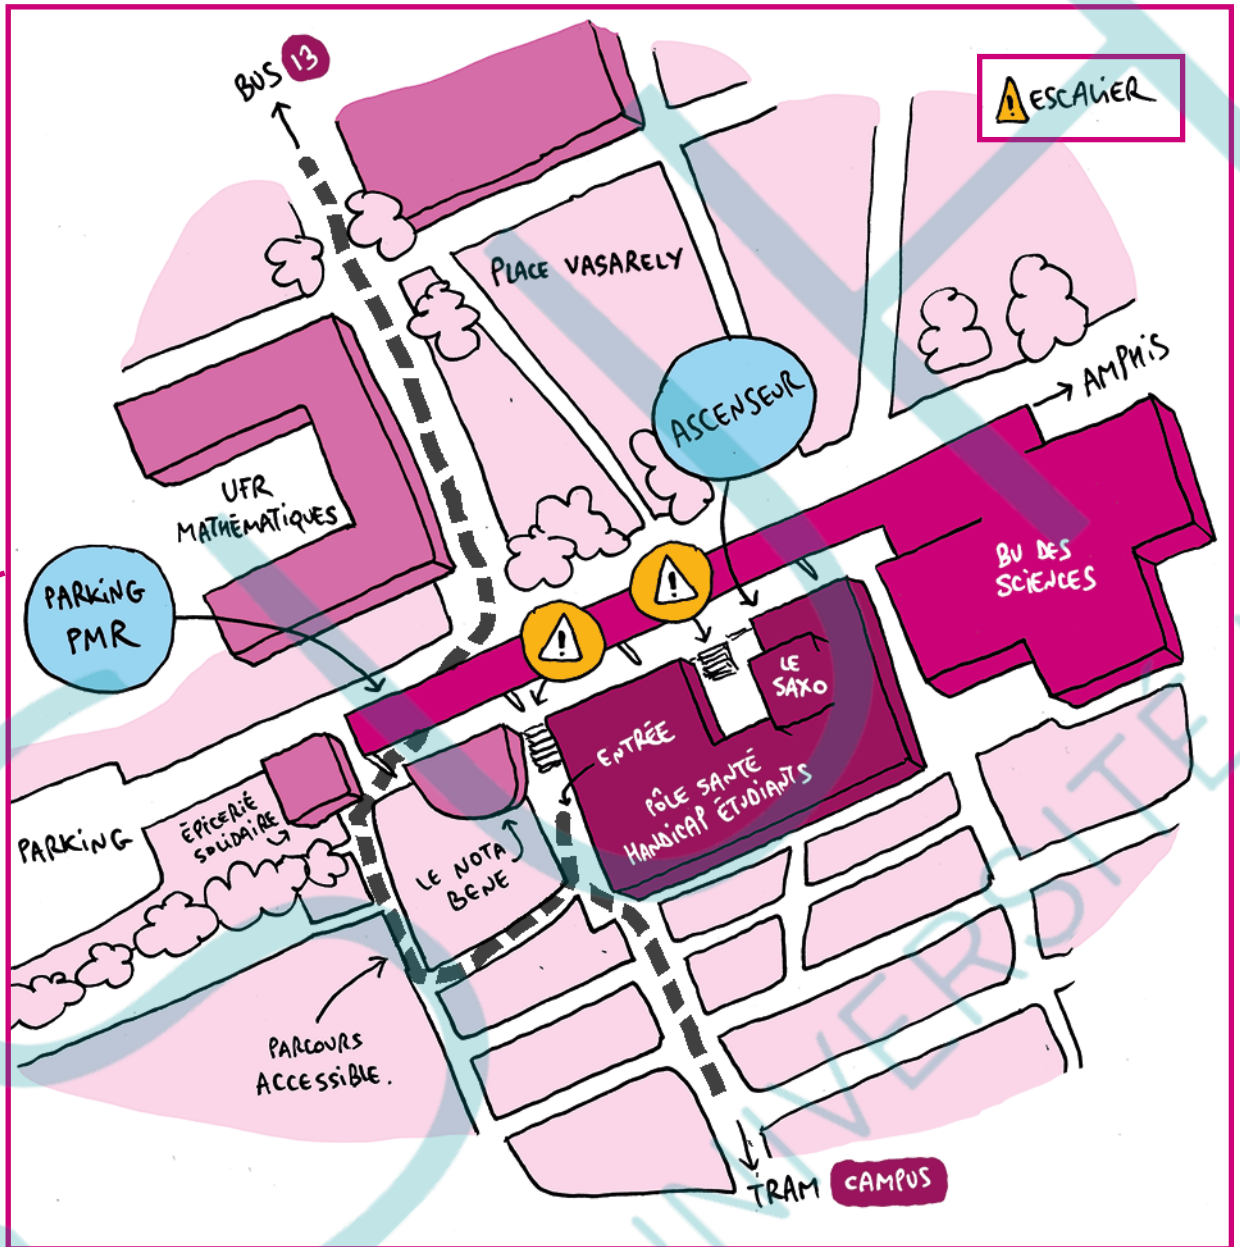 BUS 13
! ESCALIER
PLACE VASARELY
ASCENSEUR
AMPHIS
UFR
MATHÉMATIQUES
BU DES
SCIENCES
PARKING
PMR
!
!
LE
SAXO
ENTRÉE
PÔLE SANTÉ
HANDICAP ÉTUDIANTS
PARKING
ÉPICERIE
SOLIDAIRE
LE NOTA
BENE
PARCOURS
ACCESSIBLE.
TRAM CAMPUS
UNIVERSITÉ